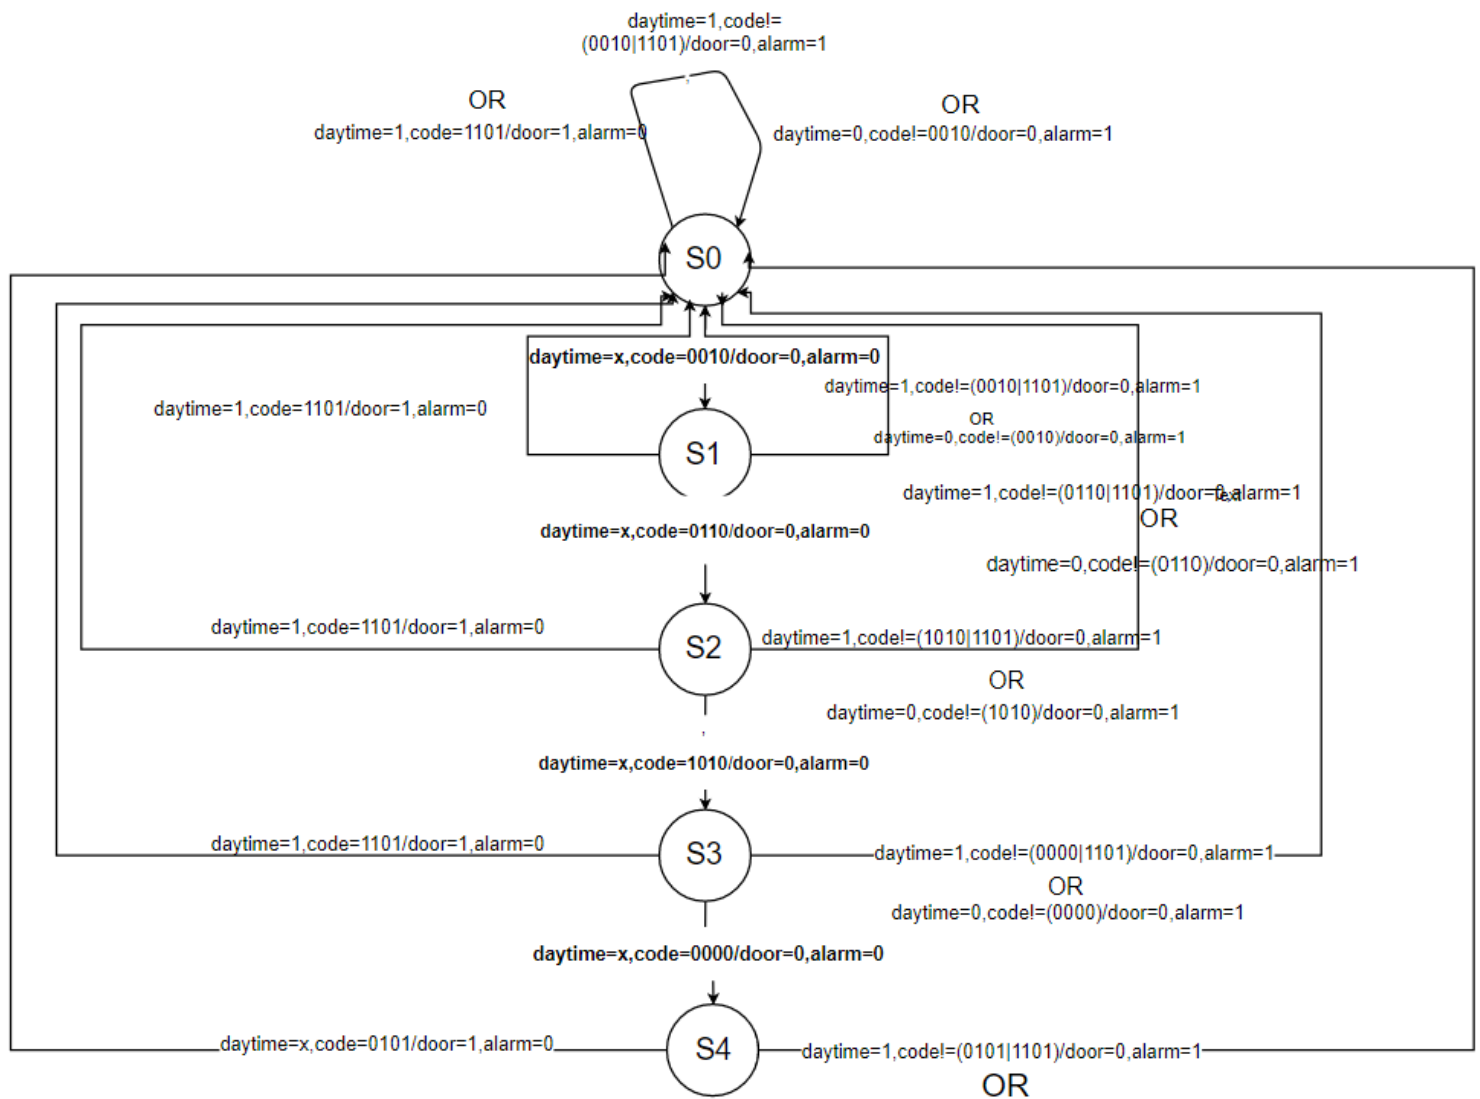 daytime=1,code!=
(0010|1101)/door=0,alarm=1
OR
daytime=1,code=1101/door=1,alarm=0
OR
daytime=0,code!=0010/door=0,alarm=1
S0
daytime=x,code=0010/door=0,alarm=0
daytime=1,code!=(0010|1101)/door=0,alarm=1
OR
daytime=0,code!=(0010)/door=0,alarm=1
daytime=1,code=1101/door=1,alarm=0
S1
daytime=1,code!=(0110|1101)/door=0,alarm=1
Text
OR
daytime=x,code=0110/door=0,alarm=0
daytime=0,code!=(0110)/door=0,alarm=1
daytime=1,code=1101/door=1,alarm=0
S2
daytime=1,code!=(1010|1101)/door=0,alarm=1
OR
daytime=0,code!=(1010)/door=0,alarm=1
,
daytime=x,code=1010/door=0,alarm=0
daytime=1,code=1101/door=1,alarm=0
S3
daytime=1,code!=(0000|1101)/door=0,alarm=1
OR
daytime=0,code!=(0000)/door=0,alarm=1
daytime=x,code=0000/door=0,alarm=0
daytime=x,code=0101/door=1,alarm=0
S4
daytime=1,code!=(0101|1101)/door=0,alarm=1
OR